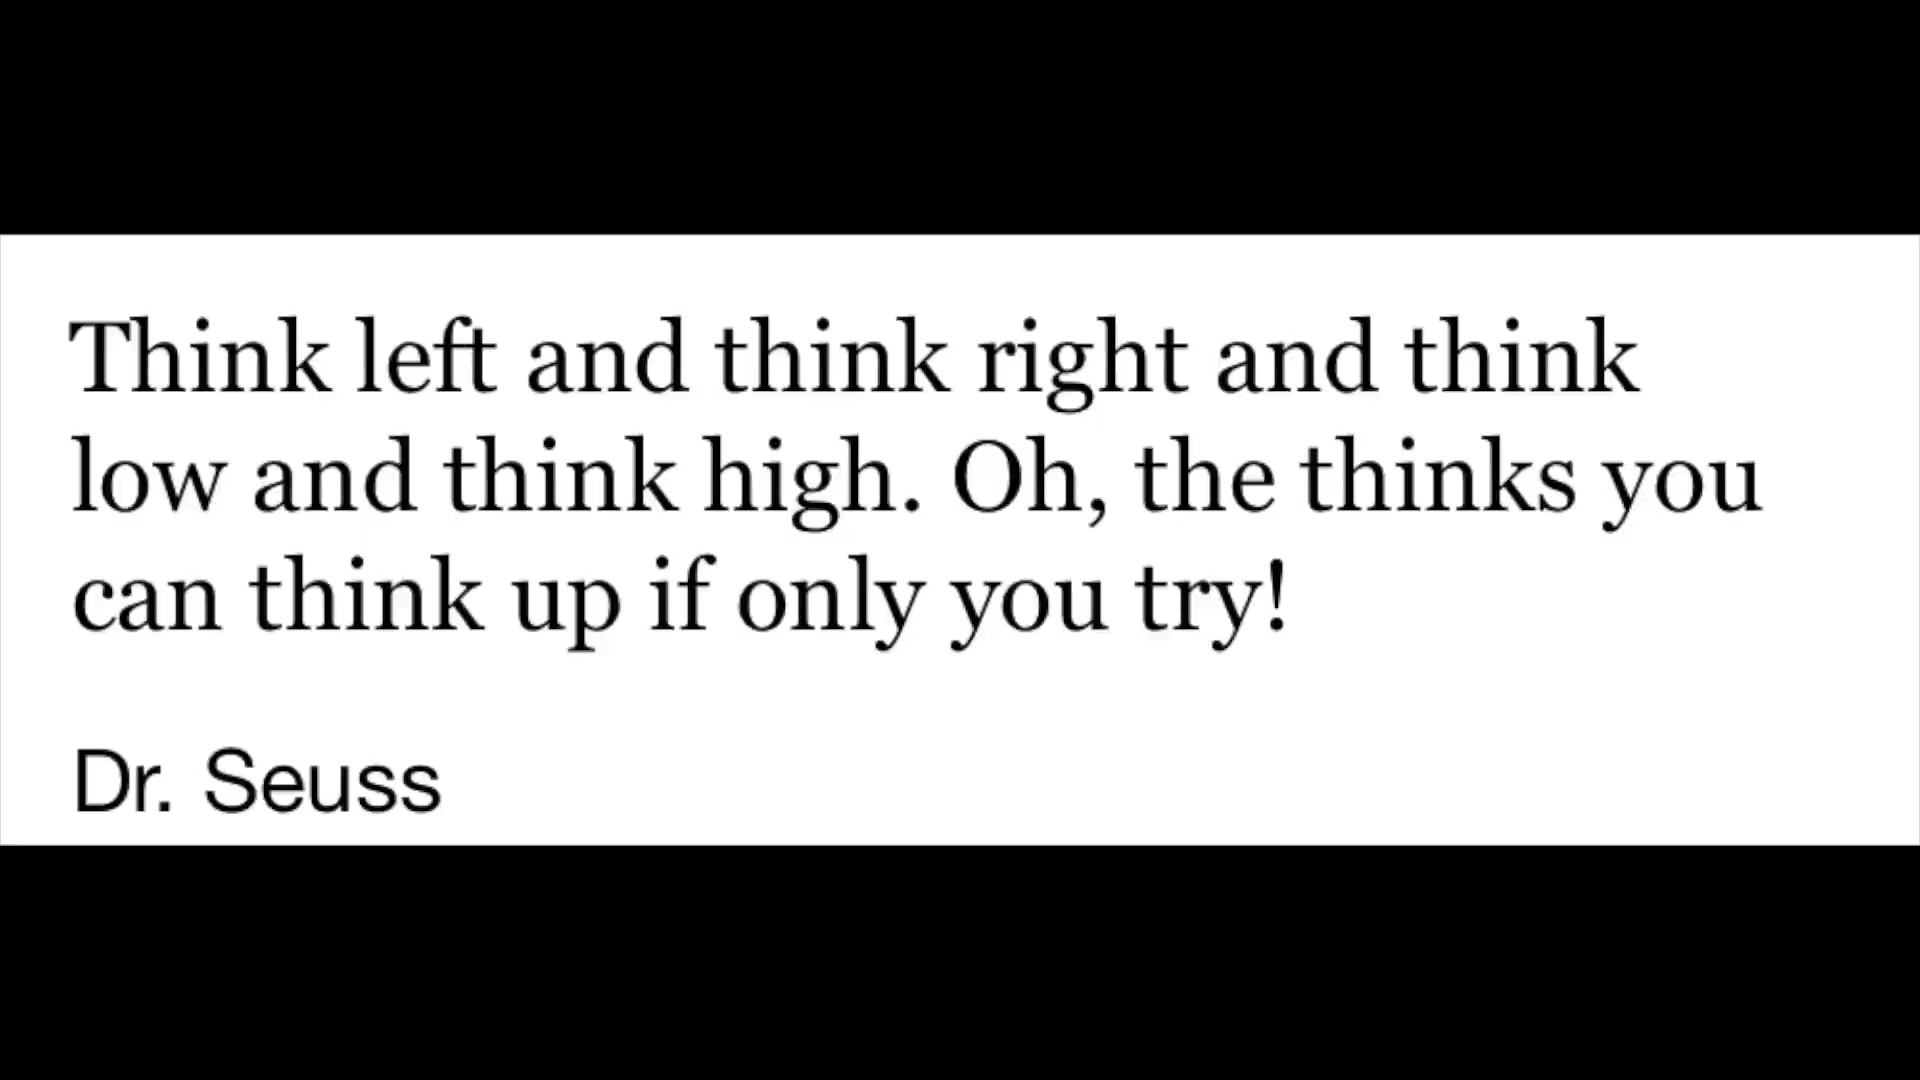 Think left and think right and think
low and think high. Oh, the thinks you
can think up if only you try!
Dr. Seuss